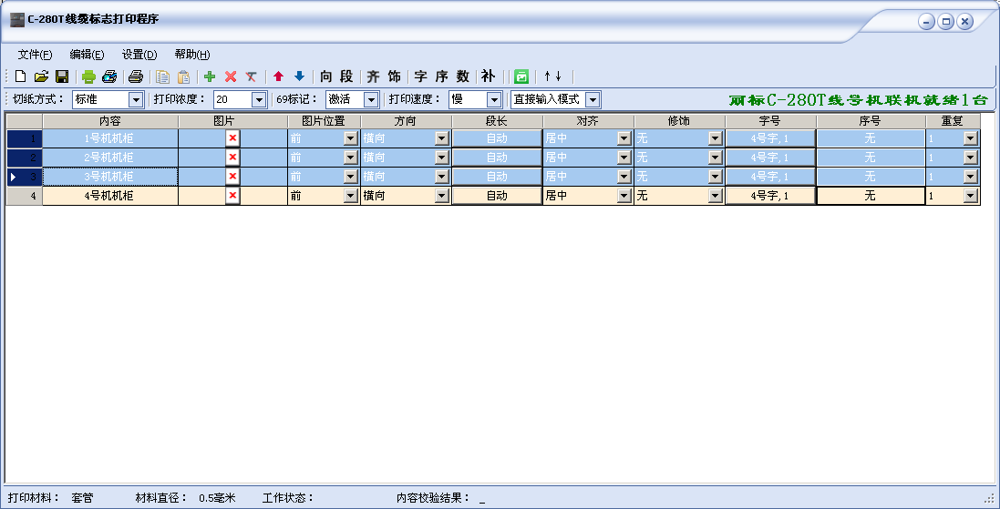 C-280T线缆标志打印程序
文件(F) 编辑(E) 设置(D) 帮助(H)
向 段 齐 饰 字 序 数 补
切纸方式： 标准 打印浓度： 20 69标记： 激活 打印速度： 慢 直接输入模式 丽标C-280T线号机联机就绪1台
内容 图片 图片位置 方向 段长 对齐 修饰 字号 序号 重复
1 1号机机柜 前 横向 自动 居中 无 4号字,1 无 1
2 2号机机柜 前 横向 自动 居中 无 4号字,1 无 1
3 3号机机柜 前 横向 自动 居中 无 4号字,1 无 1
4 4号机机柜 前 横向 自动 居中 无 4号字,1 无 1
打印材料： 套管 材料直径： 0.5毫米 工作状态： 内容校验结果： _